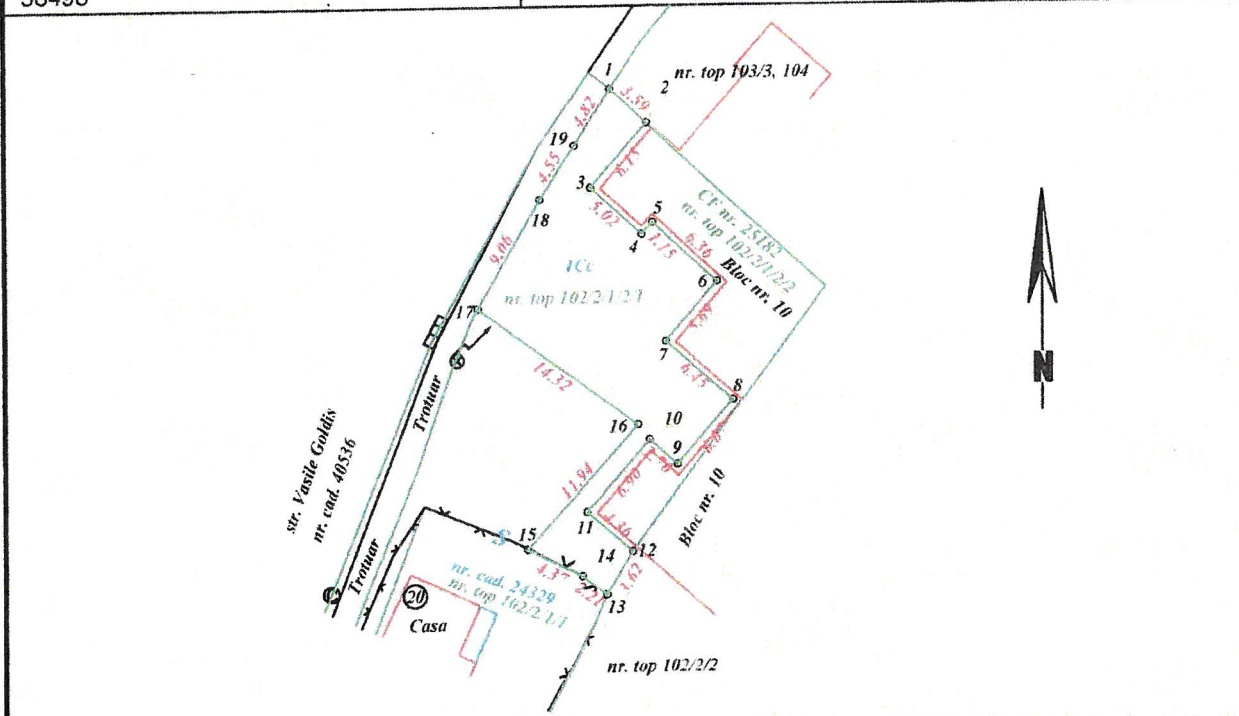 1
2
nr. top 103/3, 104
3.59
4.82
19
4.55
18
3
5.02
4
5
1.15
6.36
6
CF nr. 25182
nr. top 102/2/1/2/2
Bloc nr. 10
1Cc
nr. top 102/2/1/2/1
9.06
17
7
6.45
8
14.32
16
10
9
Trotuar
str. Vasile Goldis
nr. cad. 40536
11.94
6.90
11
4.36
12
Bloc nr. 10
15
S
14
4.37
2.21
3.62
13
nr. cad. 24329
nr. top 102/2/1/1
Trotuar
20
Casa
nr. top 102/2/2
N